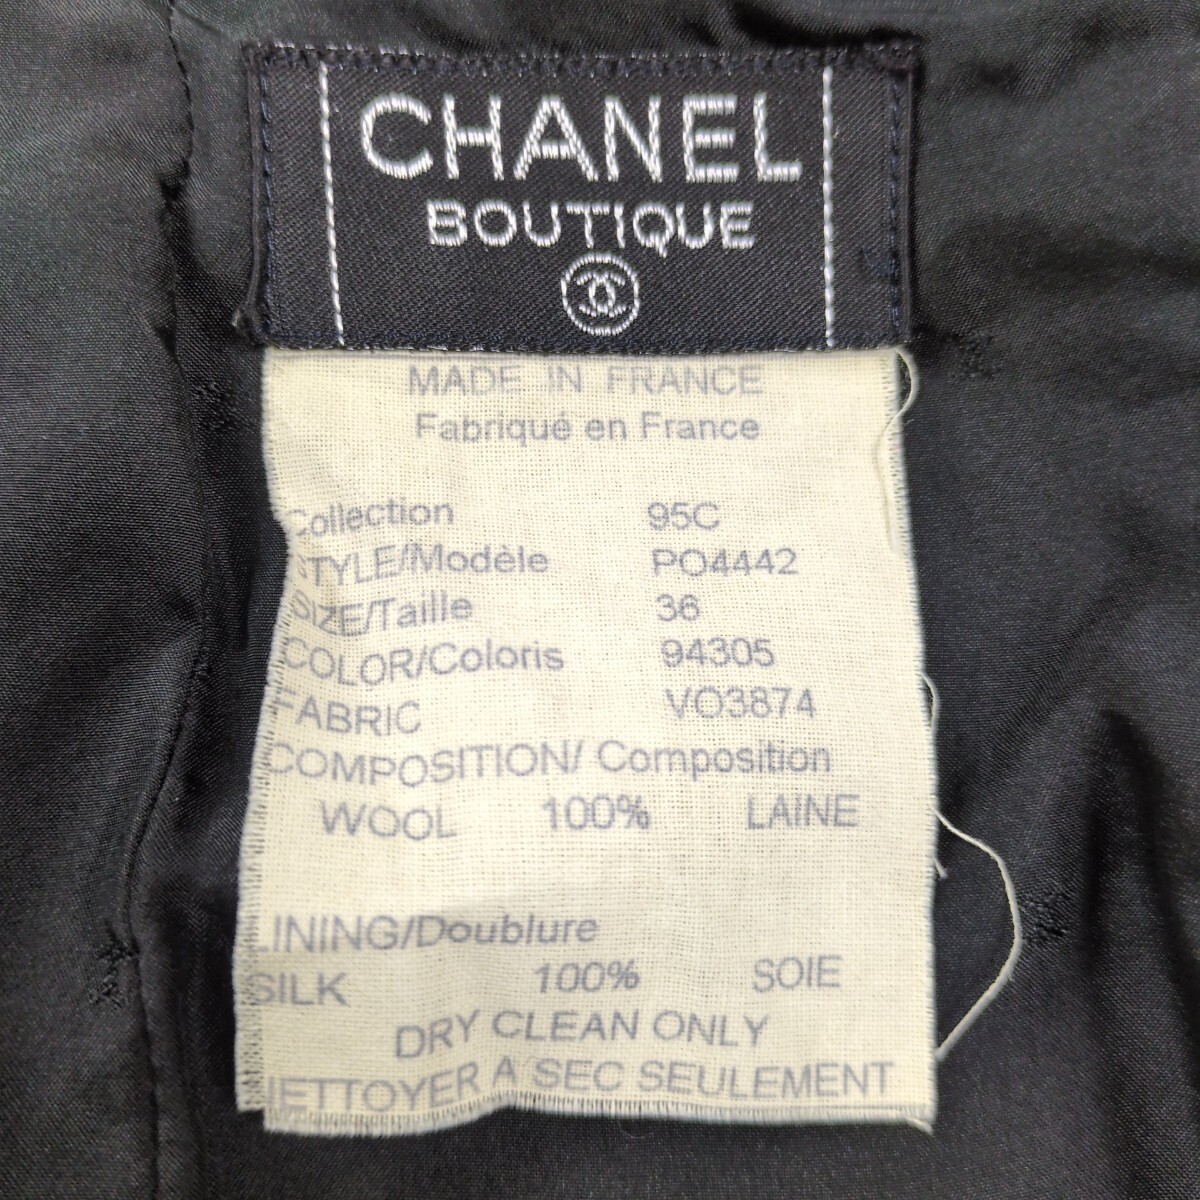 CHANEL
BOUTIQUE
MADE IN FRANCE
Fabriqué en France
Collection 95C
STYLE/Modèle PO4442
SIZE/Taille 36
COLOR/Coloris 94305
FABRIC VO3874
COMPOSITION/ Composition
WOOL 100% LAINE
LINING/Doublure
SILK 100% SOIE
DRY CLEAN ONLY
NETTOYER A SEC SEULEMENT